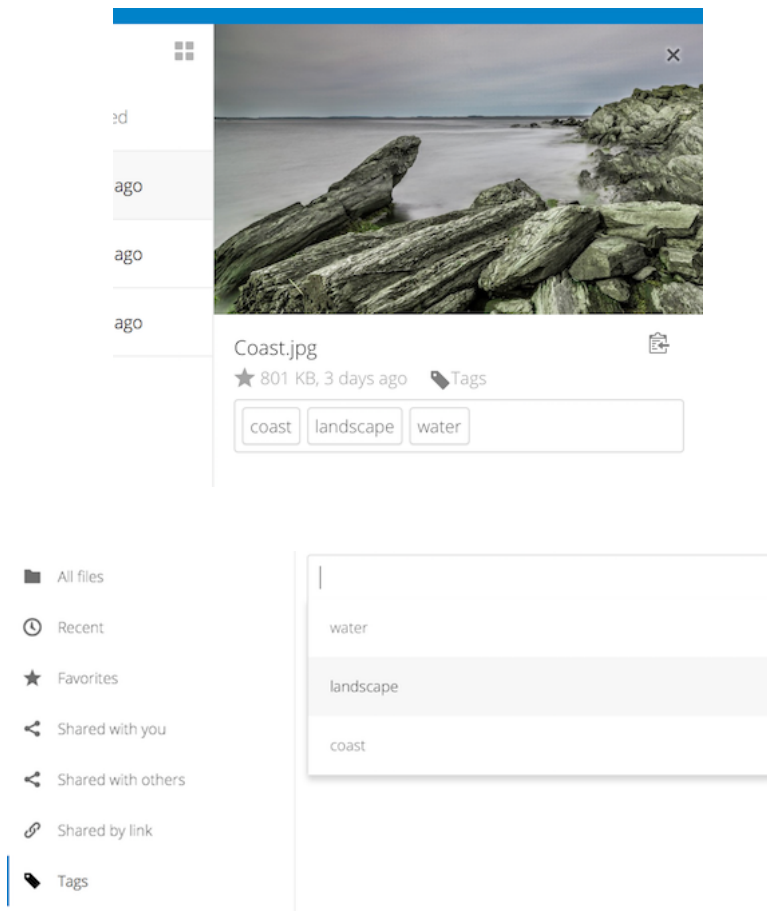 ago
ago
ago
Coast.jpg
801 KB, 3 days ago Tags
coast landscape water
All files
Recent
Favorites
Shared with you
Shared with others
Shared by link
Tags
water
landscape
coast